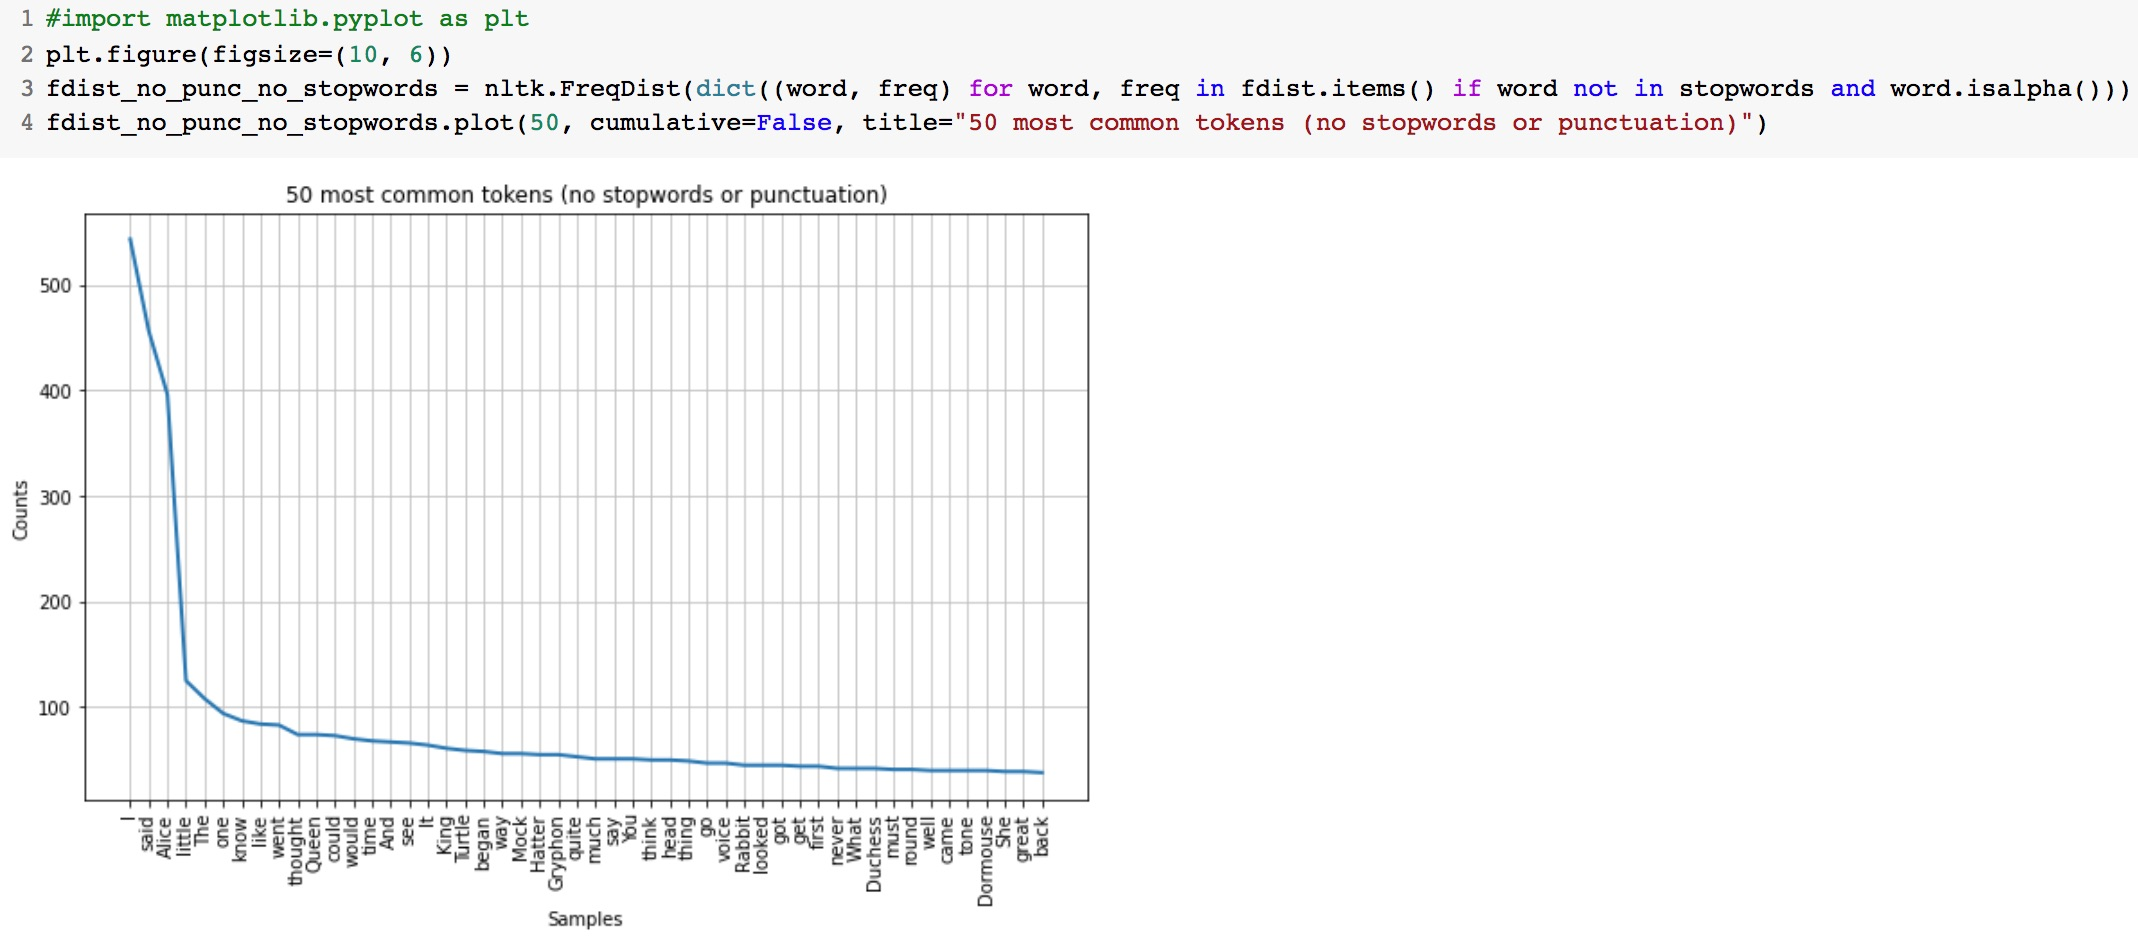 1 #import matplotlib.pyplot as plt
2 plt.figure(figsize=(10, 6))
3 fdist_no_punc_no_stopwords = nltk.FreqDist(dict((word, freq) for word, freq in fdist.items() if word not in stopwords and word.isalpha()))
4 fdist_no_punc_no_stopwords.plot(50, cumulative=False, title="50 most common tokens (no stopwords or punctuation)")
50 most common tokens (no stopwords or punctuation)
500
400
300
200
100
Counts
I
said
Alice
little
The
one
know
like
went
thought
Queen
could
would
time
And
see
It
King
Turtle
began
way
Mock
Hatter
Gryphon
quite
much
say
You
think
head
thing
go
voice
Rabbit
looked
got
get
first
never
What
Duchess
must
round
well
came
tone
Dormouse
She
great
back
Samples